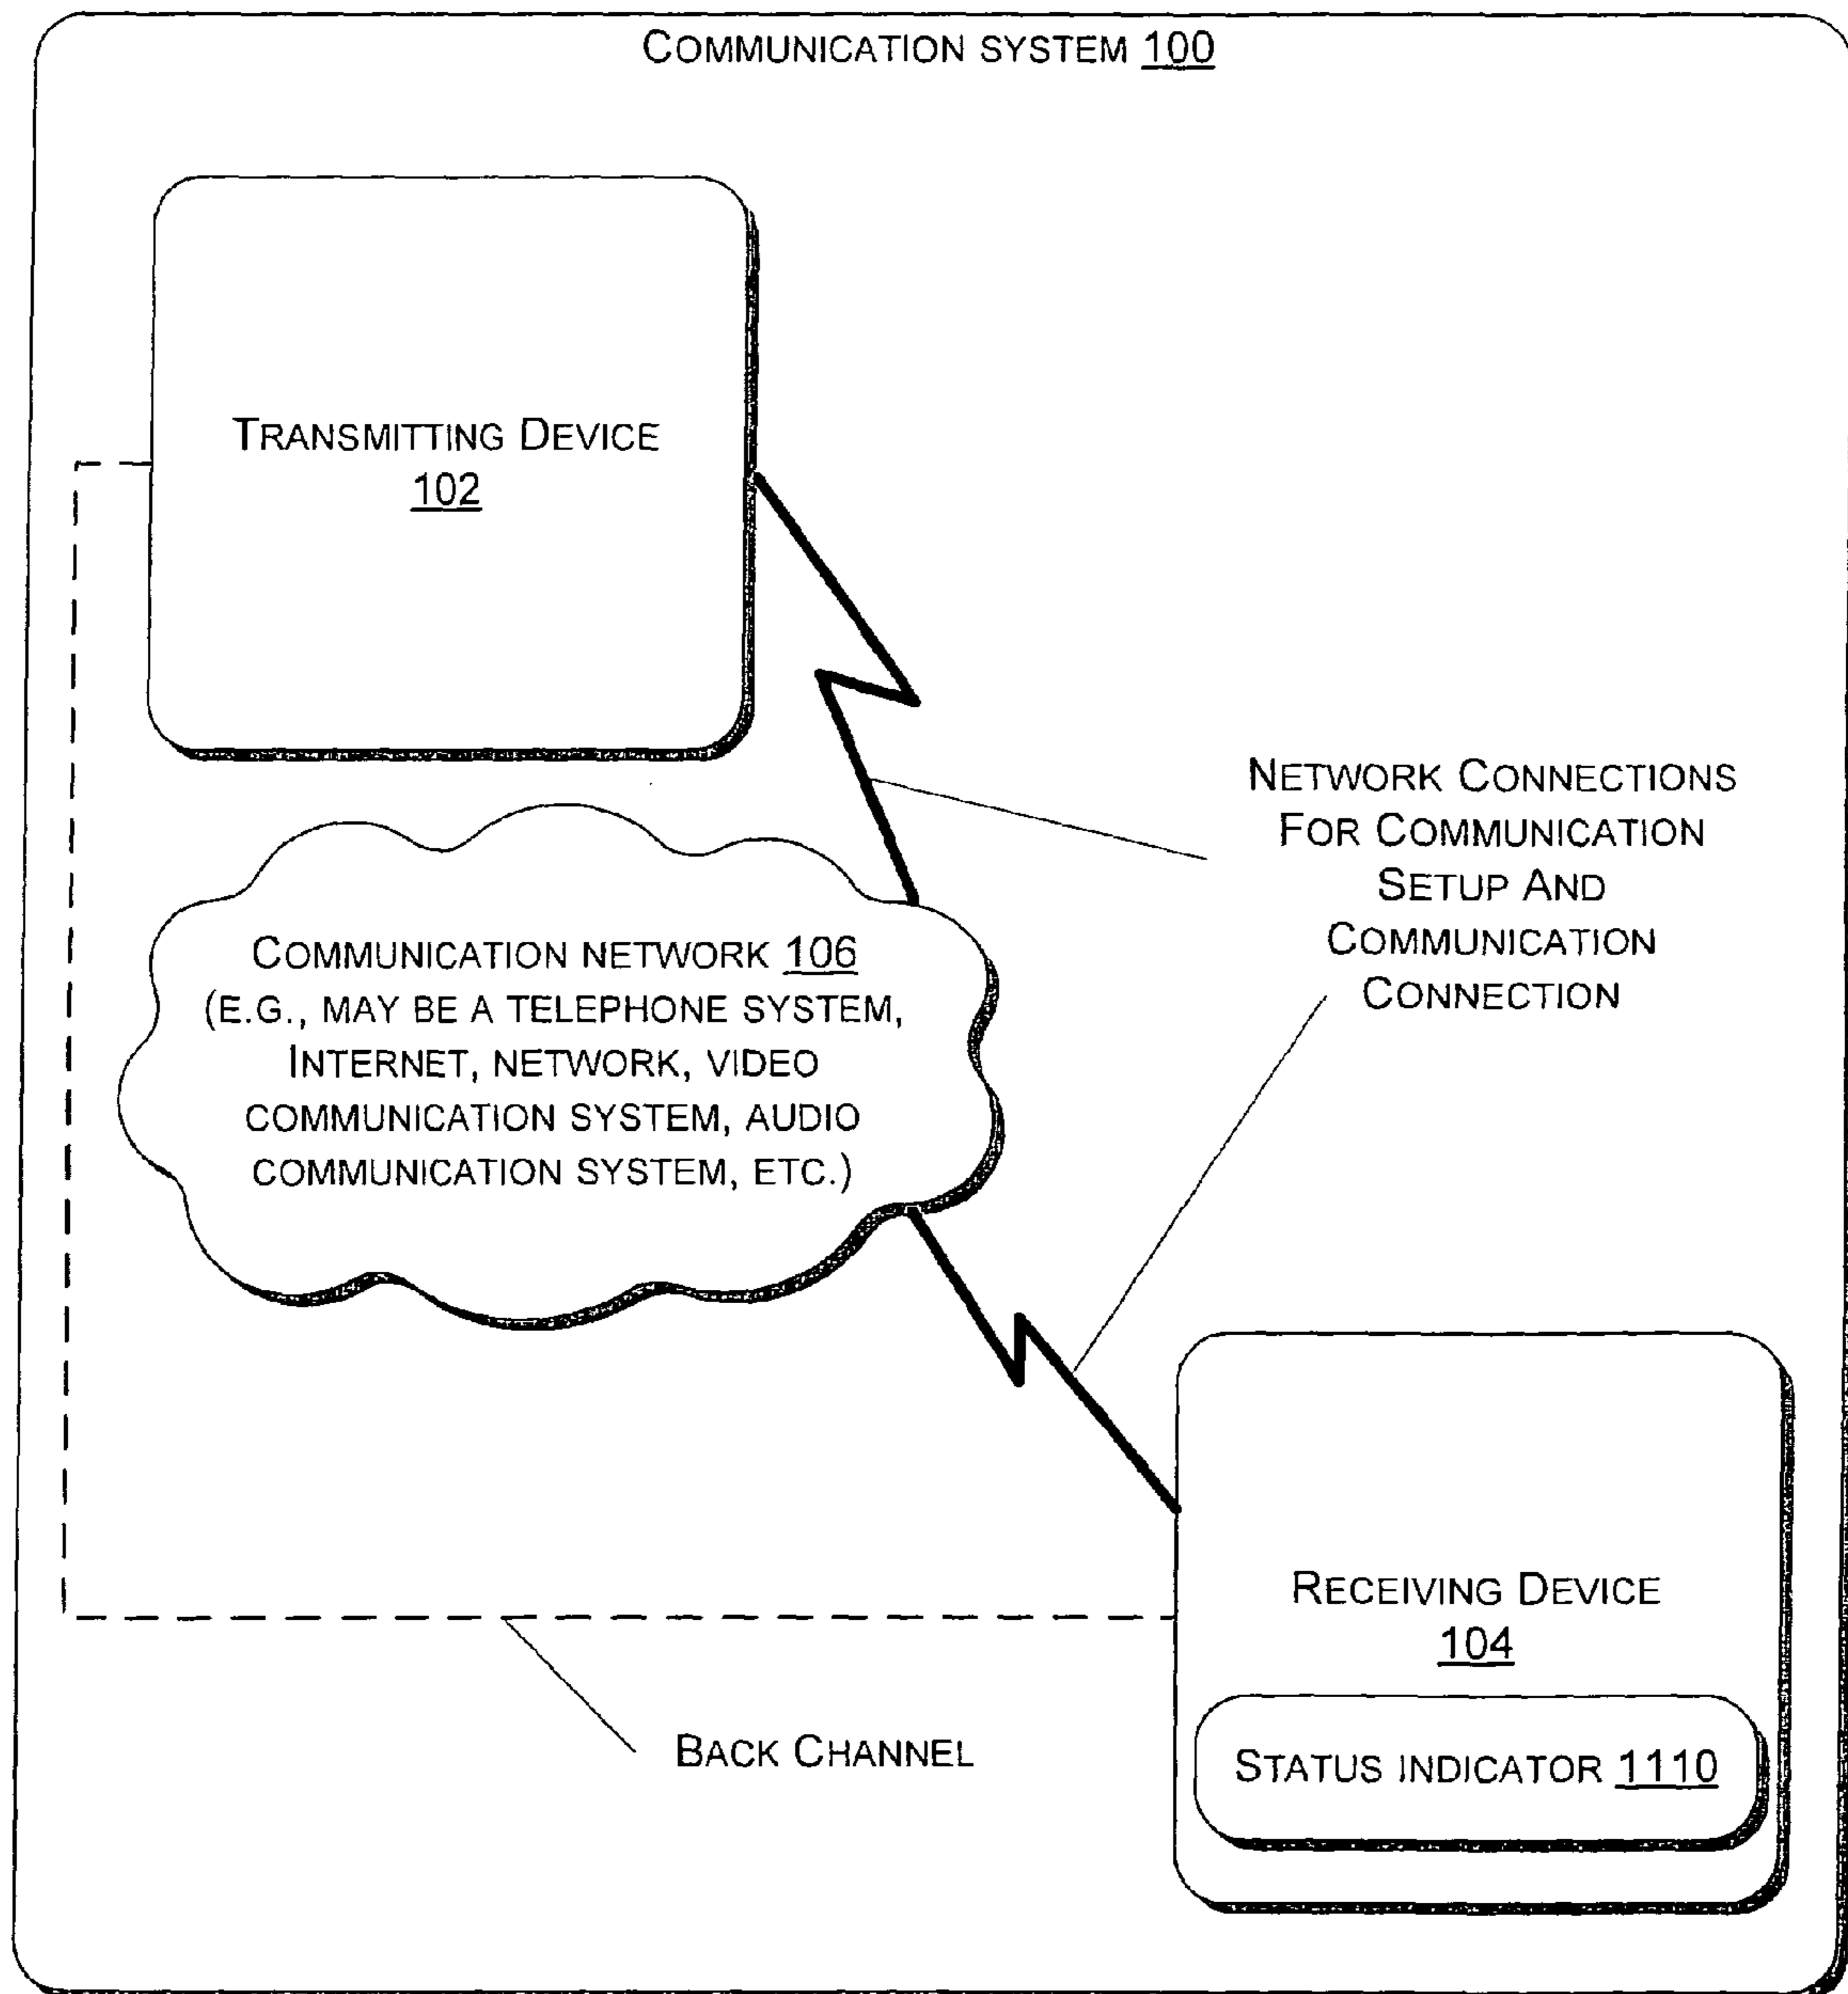 COMMUNICATION SYSTEM 100
TRANSMITTING DEVICE
102
NETWORK CONNECTIONS
FOR COMMUNICATION
SETUP AND
COMMUNICATION
CONNECTION
COMMUNICATION NETWORK 106
(E.G., MAY BE A TELEPHONE SYSTEM,
INTERNET, NETWORK, VIDEO
COMMUNICATION SYSTEM, AUDIO
COMMUNICATION SYSTEM, ETC.)
RECEIVING DEVICE
104
STATUS INDICATOR 1110
BACK CHANNEL